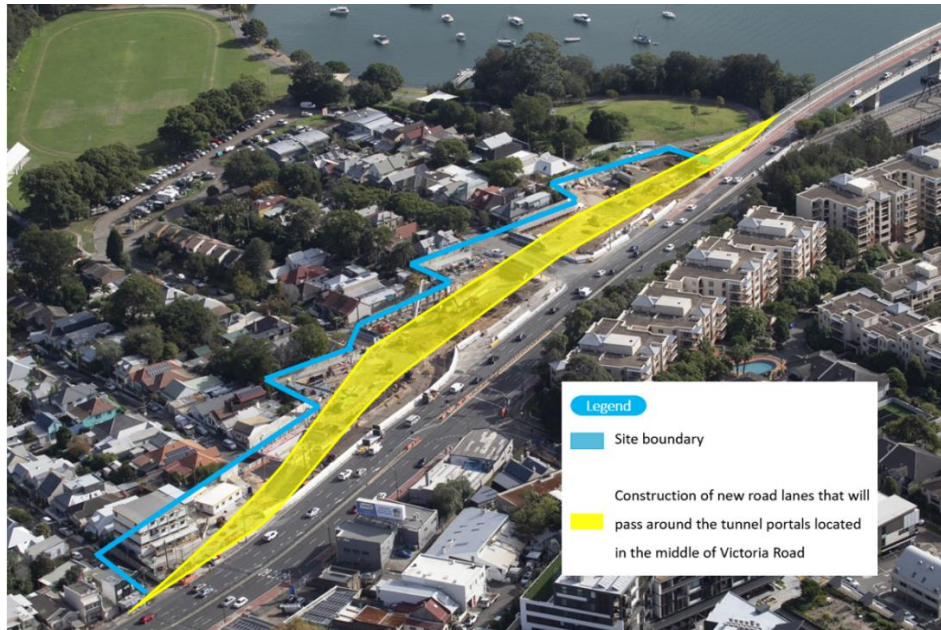 Legend
Site boundary
Construction of new road lanes that will
pass around the tunnel portals located
in the middle of Victoria Road